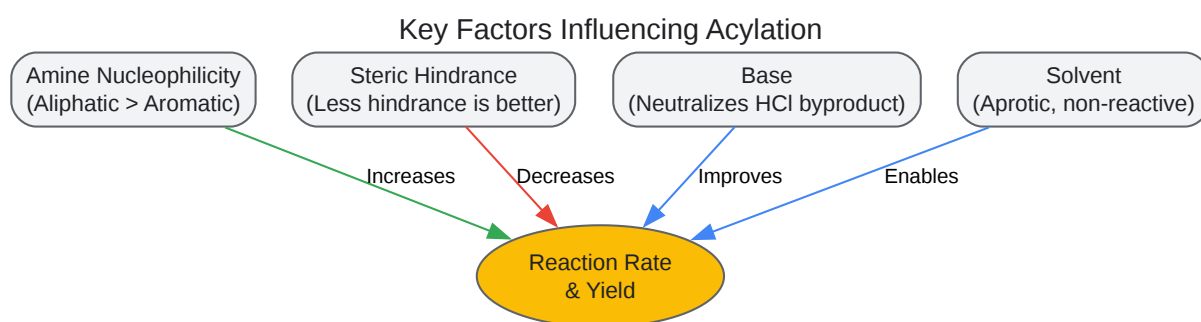 Key Factors Influencing Acylation
Amine Nucleophilicity
(Aliphatic > Aromatic)
Steric Hindrance
(Less hindrance is better)
Base
(Neutralizes HCl byproduct)
Solvent
(Aprotic, non-reactive)
Increases
Decreases
Improves
Enables
Reaction Rate
& Yield